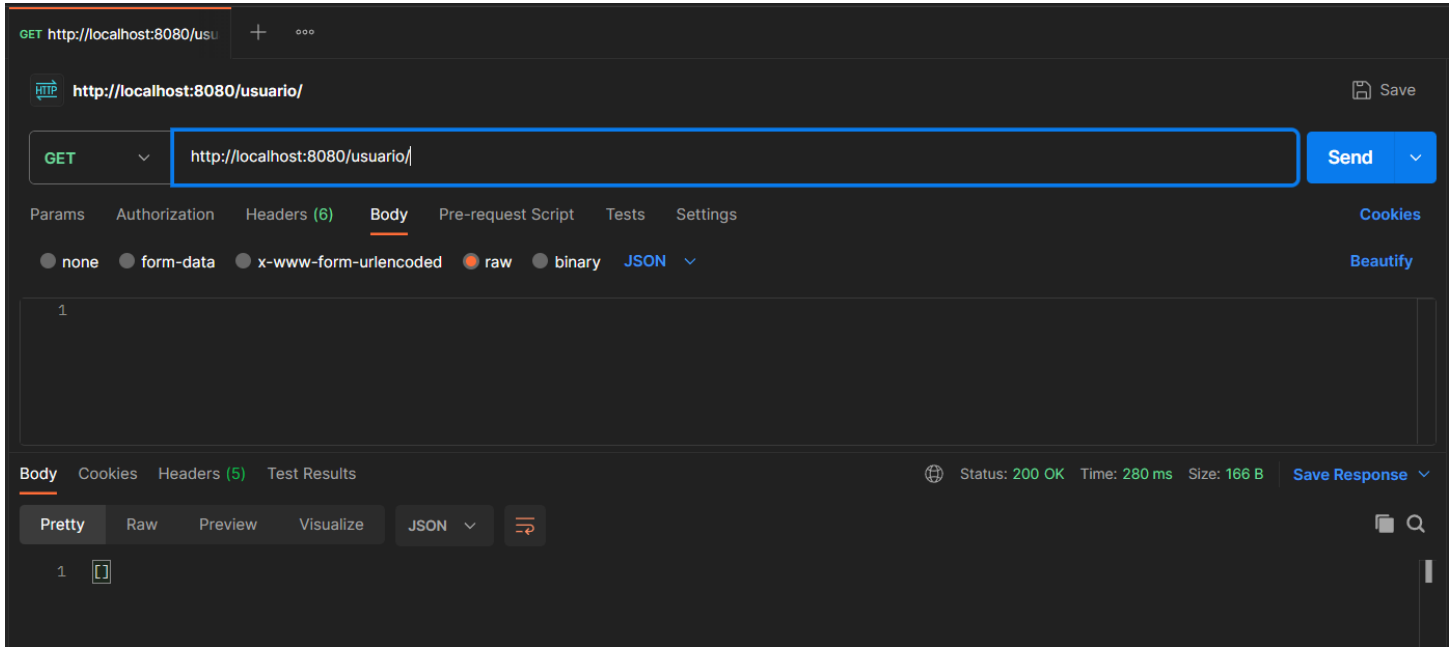 GET http://localhost:8080/usu
HTTP http://localhost:8080/usuario/ Save
GET http://localhost:8080/usuario/ Send
Params Authorization Headers (6) Body Pre-request Script Tests Settings Cookies
none form-data x-www-form-urlencoded raw binary JSON Beautify
1
Body Cookies Headers (5) Test Results Status: 200 OK Time: 280 ms Size: 166 B Save Response
Pretty Raw Preview Visualize JSON
1 []